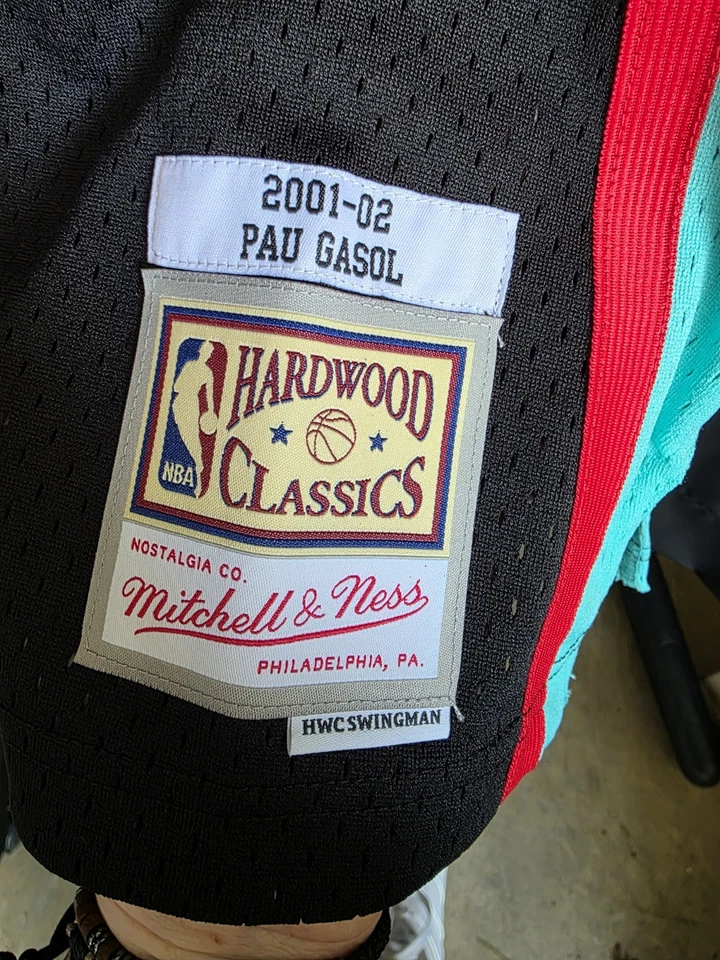 2001-02
PAU GASOL
HARDWOOD
CLASSICS
NBA
NOSTALGIA CO.
Mitchell & Ness
PHILADELPHIA, PA.
HWC SWINGMAN